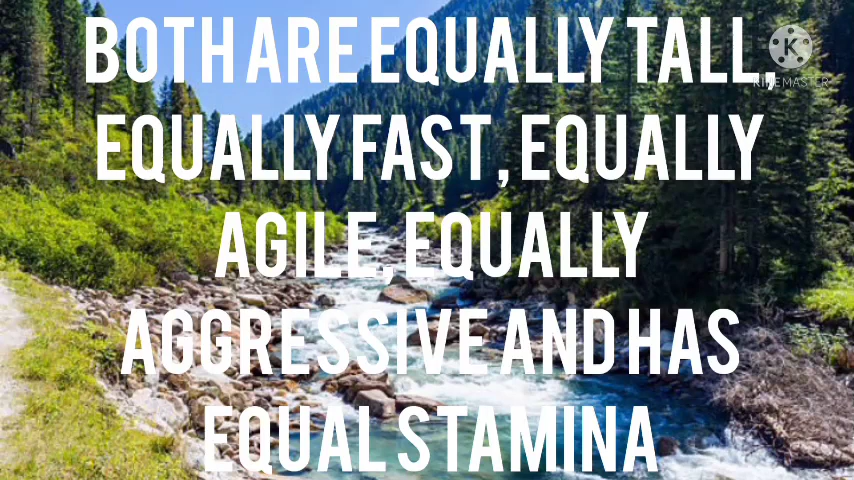 BOTH ARE EQUALLY TALL,
EQUALLY FAST, EQUALLY
AGILE, EQUALLY
AGGRESSIVE AND HAS
EQUAL STAMINA
K
KINEMASTER